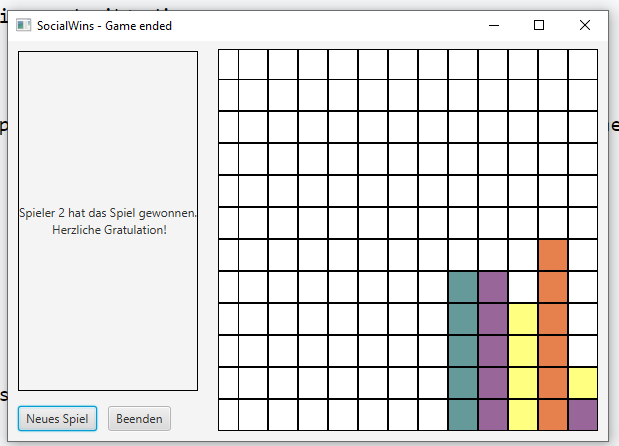 SocialWins - Game ended
Spieler 2 hat das Spiel gewonnen.
Herzliche Gratulation!
Neues Spiel
Beenden